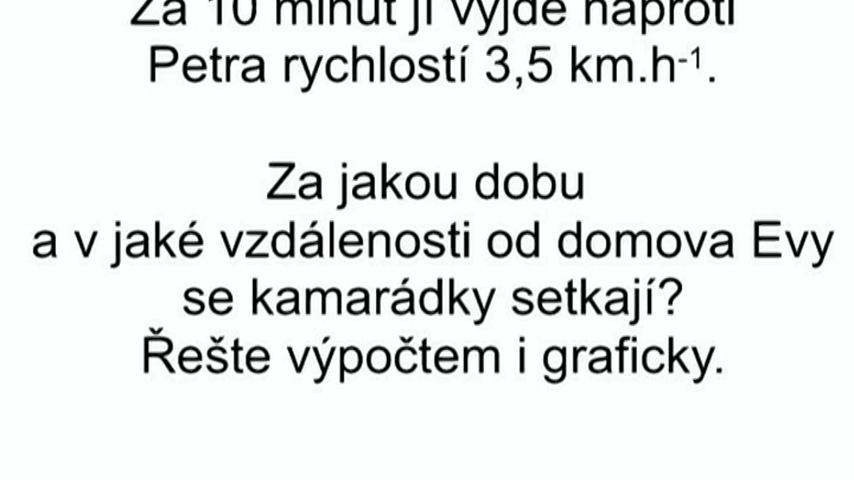 Za 10 minut jí vyjde naproti
Petra rychlostí 3,5 km.h⁻¹.
Za jakou dobu
a v jaké vzdálenosti od domova Evy
se kamarádky setkají?
Řešte výpočtem i graficky.